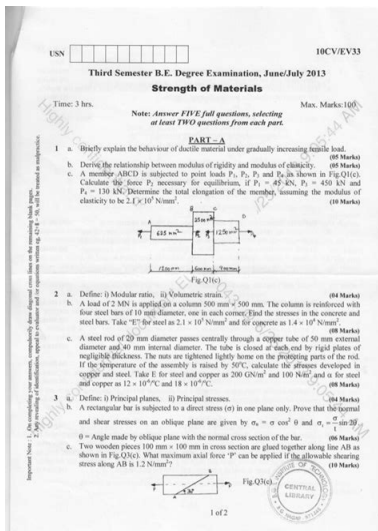 USN
10CV/EV33
Third Semester B.E. Degree Examination, June/July 2013
Strength of Materials
Time: 3 hrs.
Max. Marks:100
Note: Answer FIVE full questions, selecting
at least TWO questions from each part.
PART – A
1 a. Briefly explain the behaviour of ductile material under gradually increasing tensile load.
(05 Marks)
b. Derive the relationship between modulus of rigidity and modulus of elasticity. (05 Marks)
c. A member ABCD is subjected to point loads P₁, P₂, P₃ and P₄ as shown in Fig.Q1(c).
Calculate the force P₂ necessary for equilibrium, if P₁ = 45 kN, P₃ = 450 kN and
P₄ = 130 kN. Determine the total elongation of the member, assuming the modulus of
elasticity to be 2.1 × 10⁵ N/mm².
(10 Marks)
A
B
C
D
625 mm²
2500 mm²
1250 mm²
Fig.Q1(c)
2 a. Define: i) Modular ratio, ii) Volumetric strain.
(04 Marks)
b. A load of 2 MN is applied on a column 500 mm × 500 mm. The column is reinforced with
four steel bars of 10 mm diameter, one in each corner. Find the stresses in the concrete and
steel bars. Take "E" for steel as 2.1 × 10⁵ N/mm² and for concrete as 1.4 × 10⁴ N/mm².
(08 Marks)
c. A steel rod of 20 mm diameter passes centrally through a copper tube of 50 mm external
diameter and 40 mm internal diameter. The tube is closed at each end by rigid plates of
negligible thickness. The nuts are tightened lightly home on the projecting parts of the rod.
If the temperature of the assembly is raised by 50°C, calculate the stresses developed in
copper and steel. Take E for steel and copper as 200 GN/m² and 100 N/m² and α for steel
and copper as 12 × 10⁻⁶/°C and 18 × 10⁻⁶/°C.
(08 Marks)
3 a. Define: i) Principal planes, ii) Principal stresses.
(04 Marks)
b. A rectangular bar is subjected to a direct stress (σ) in one plane only. Prove that the normal
and shear stresses on an oblique plane are given by σₙ = σ cos² θ and σₜ = σ/2 sin 2θ
θ = Angle made by oblique plane with the normal cross section of the bar.
(06 Marks)
c. Two wooden pieces 100 mm × 100 mm in cross section are glued together along line AB as
shown in Fig.Q3(c). What maximum axial force 'P' can be applied if the allowable shearing
stress along AB is 1.2 N/mm²?
(10 Marks)
Fig.Q3(c)
CENTRAL
LIBRARY
1 of 2